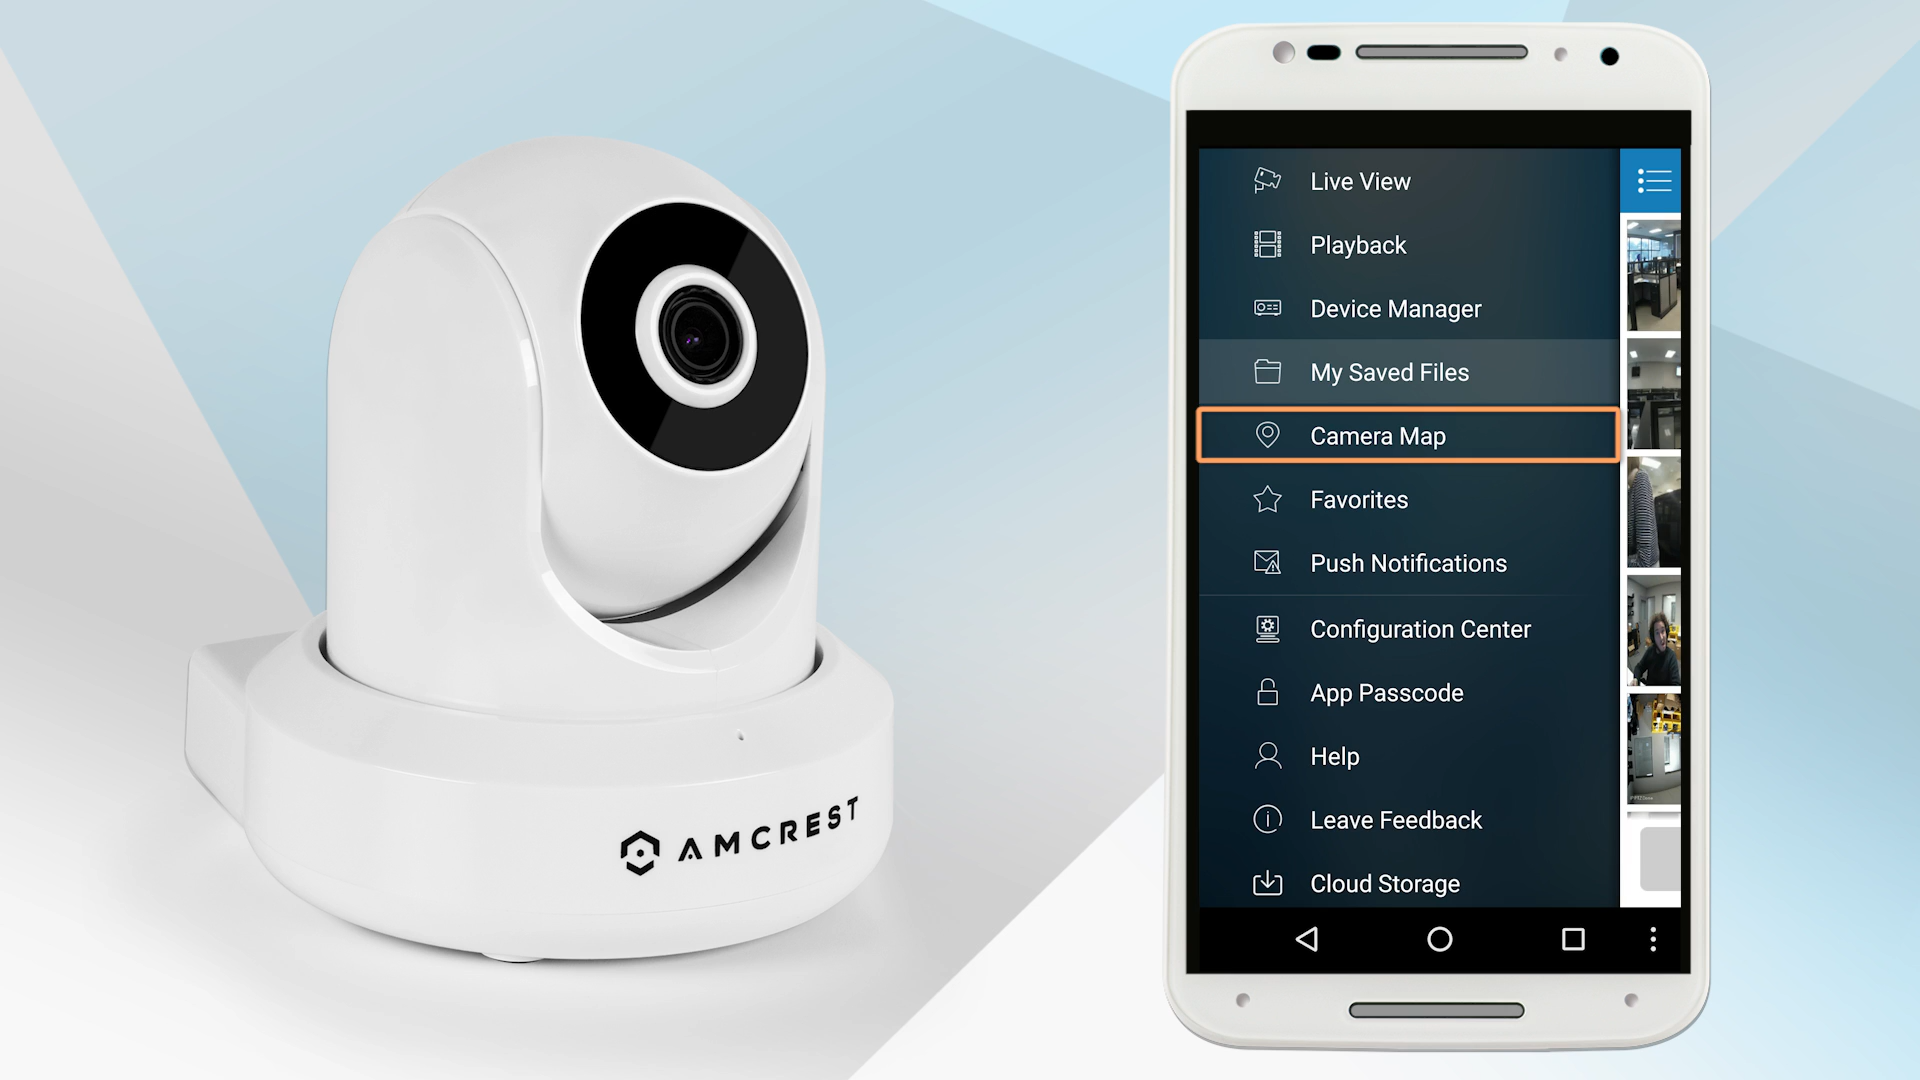 AMCREST
Live View
Playback
Device Manager
My Saved Files
Camera Map
Favorites
Push Notifications
Configuration Center
App Passcode
Help
Leave Feedback
Cloud Storage